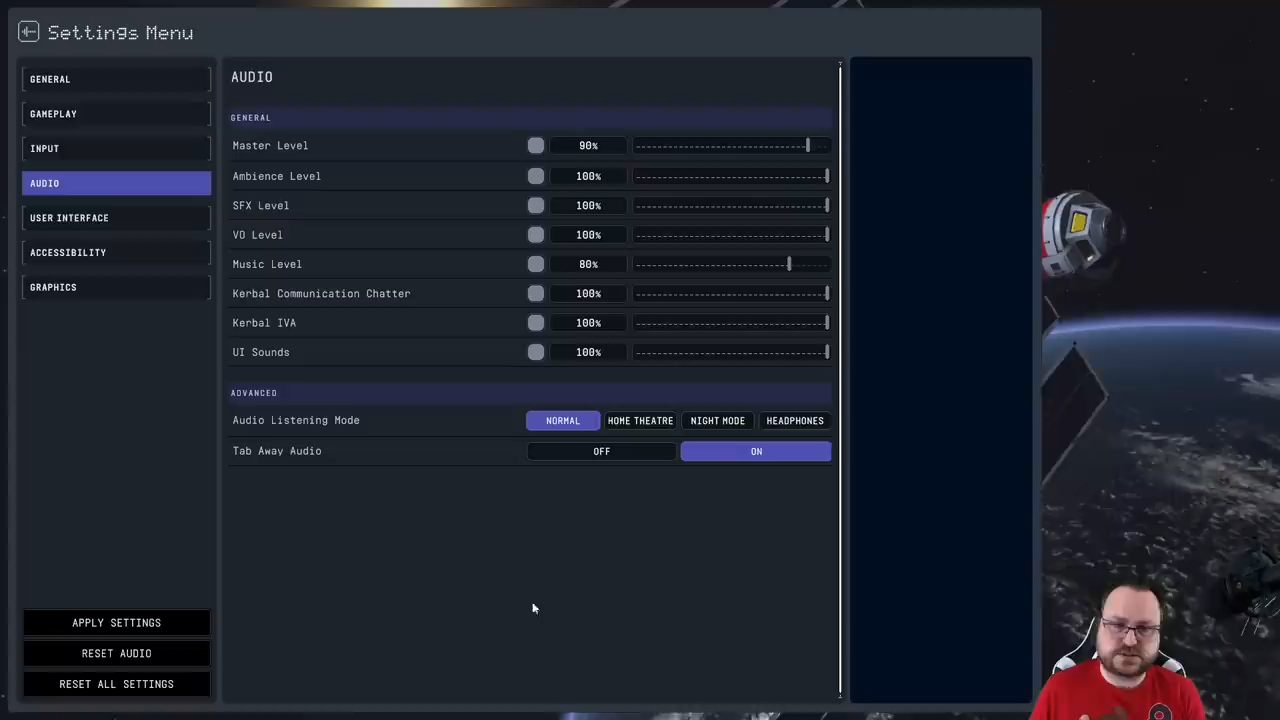 Settings Menu
GENERAL
GAMEPLAY
INPUT
AUDIO
USER INTERFACE
ACCESSIBILITY
GRAPHICS
APPLY SETTINGS
RESET AUDIO
RESET ALL SETTINGS
AUDIO
GENERAL
Master Level 90%
Ambience Level 100%
SFX Level 100%
VO Level 100%
Music Level 80%
Kerbal Communication Chatter 100%
Kerbal IVA 100%
UI Sounds 100%
ADVANCED
Audio Listening Mode NORMAL HOME THEATRE NIGHT MODE HEADPHONES
Tab Away Audio OFF ON